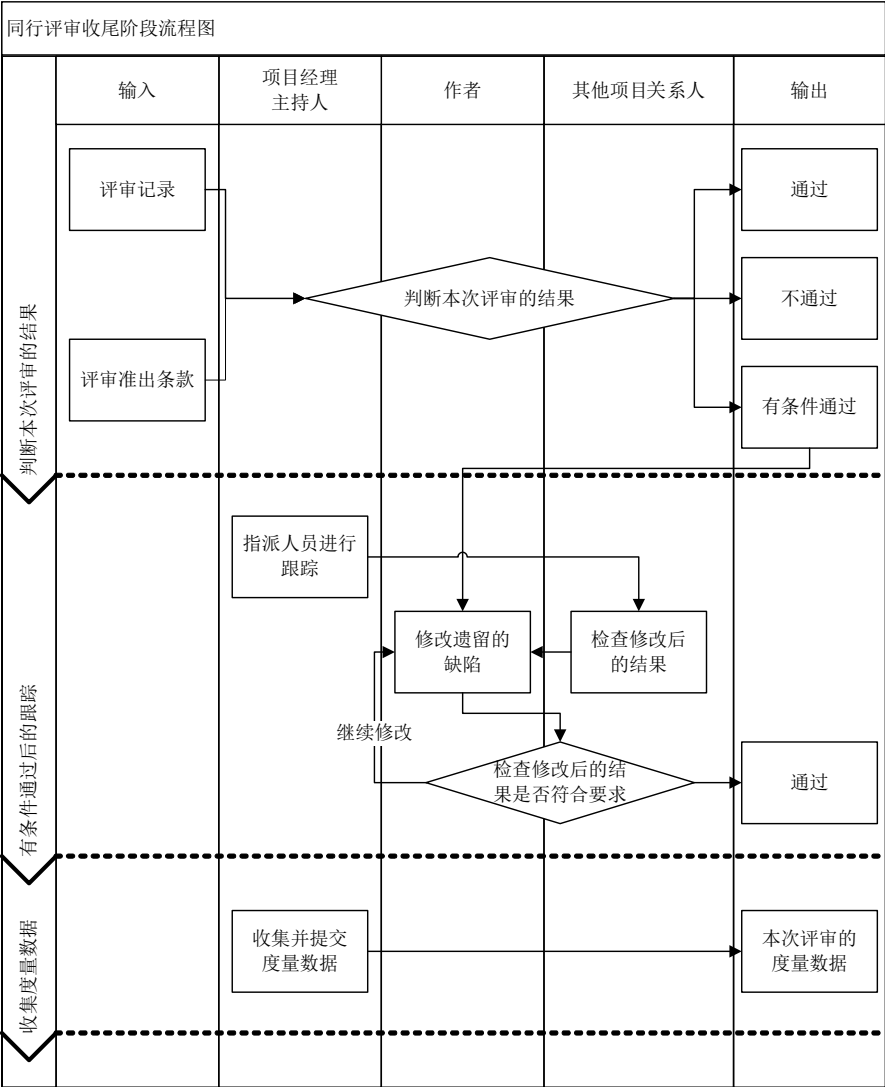 同行评审收尾阶段流程图
输入
项目经理
主持人
作者
其他项目关系人
输出
判断本次评审的结果
评审记录
评审准出条款
判断本次评审的结果
通过
不通过
有条件通过
有条件通过后的跟踪
指派人员进行
跟踪
修改遗留的
缺陷
检查修改后
的结果
继续修改
检查修改后的结
果是否符合要求
通过
收集度量数据
收集并提交
度量数据
本次评审的
度量数据